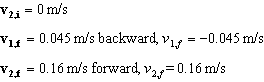 v2,i = 0 m/s
v1,f = 0.045 m/s backward, v1,f = −0.045 m/s
v2,f = 0.16 m/s forward, v2,f = 0.16 m/s